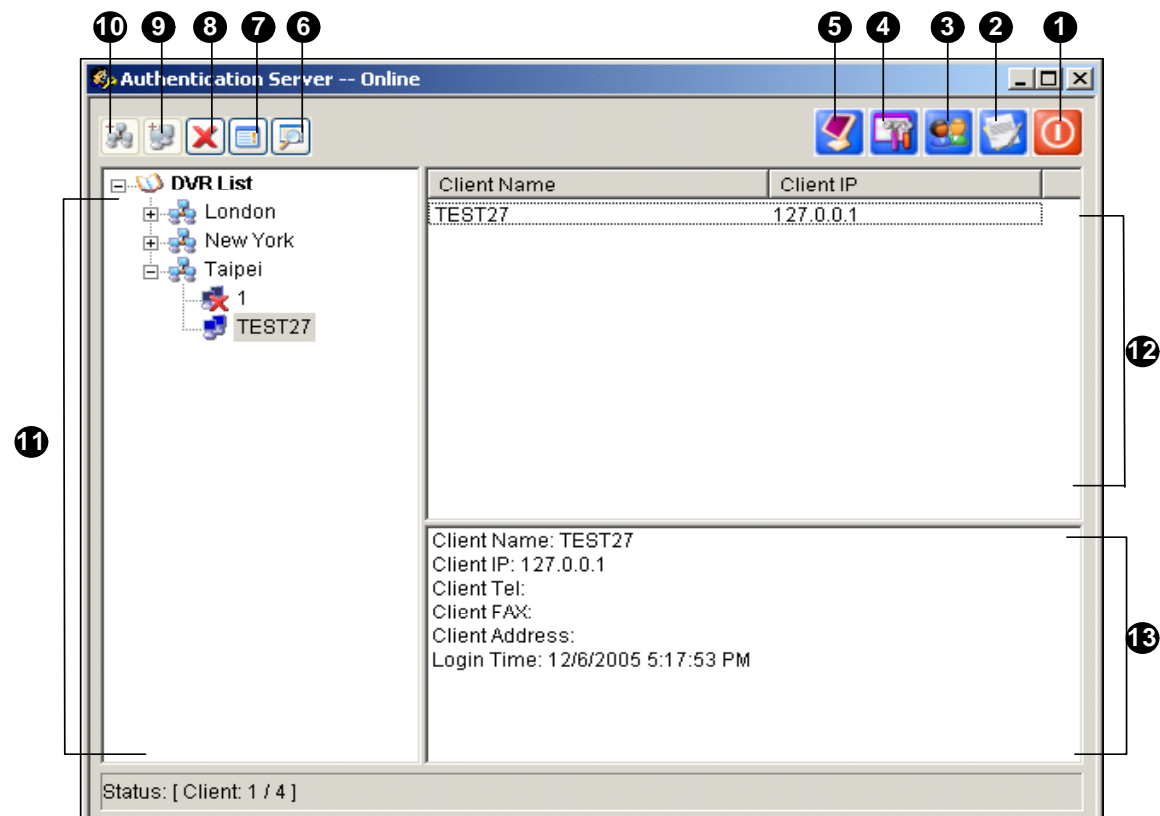 10 9 8 7 6 5 4 3 2 1
Authentication Server -- Online
DVR List
London
New York
Taipei
1
TEST27
Client Name Client IP
TEST27 127.0.0.1
12
11
Client Name: TEST27
Client IP: 127.0.0.1
Client Tel:
Client FAX:
Client Address:
Login Time: 12/6/2005 5:17:53 PM
13
Status: [ Client: 1 / 4 ]